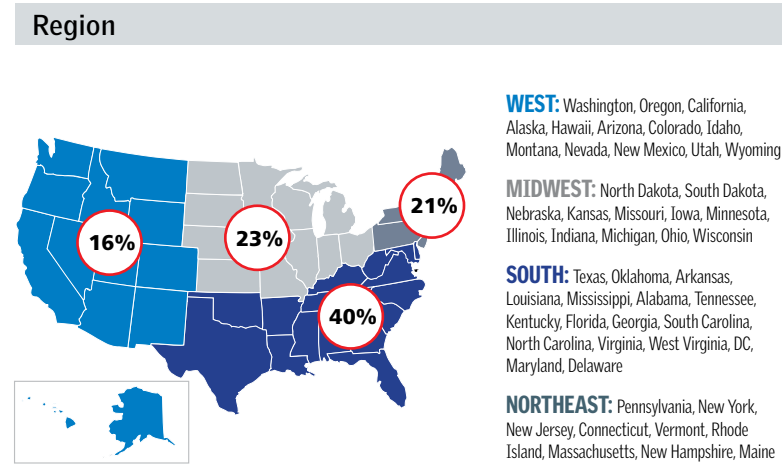 Region
WEST: Washington, Oregon, California,
Alaska, Hawaii, Arizona, Colorado, Idaho,
Montana, Nevada, New Mexico, Utah, Wyoming
21%
MIDWEST: North Dakota, South Dakota,
Nebraska, Kansas, Missouri, Iowa, Minnesota,
Illinois, Indiana, Michigan, Ohio, Wisconsin
16%
23%
SOUTH: Texas, Oklahoma, Arkansas,
Louisiana, Mississippi, Alabama, Tennessee,
Kentucky, Florida, Georgia, South Carolina,
North Carolina, Virginia, West Virginia, DC,
Maryland, Delaware
40%
NORTHEAST: Pennsylvania, New York,
New Jersey, Connecticut, Vermont, Rhode
Island, Massachusetts, New Hampshire, Maine